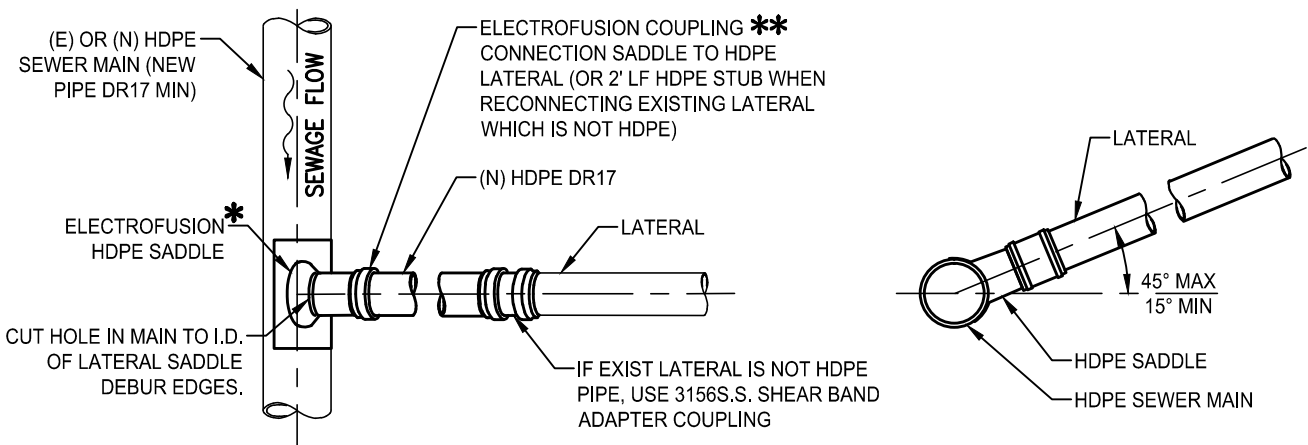 (E) OR (N) HDPE
SEWER MAIN (NEW
PIPE DR17 MIN)
SEWAGE FLOW
ELECTROFUSION COUPLING **
CONNECTION SADDLE TO HDPE
LATERAL (OR 2' LF HDPE STUB WHEN
RECONNECTING EXISTING LATERAL
WHICH IS NOT HDPE)
(N) HDPE DR17
ELECTROFUSION *
HDPE SADDLE
LATERAL
CUT HOLE IN MAIN TO I.D.
OF LATERAL SADDLE
DEBUR EDGES.
IF EXIST LATERAL IS NOT HDPE
PIPE, USE 3156S.S. SHEAR BAND
ADAPTER COUPLING
LATERAL
45° MAX
15° MIN
HDPE SADDLE
HDPE SEWER MAIN